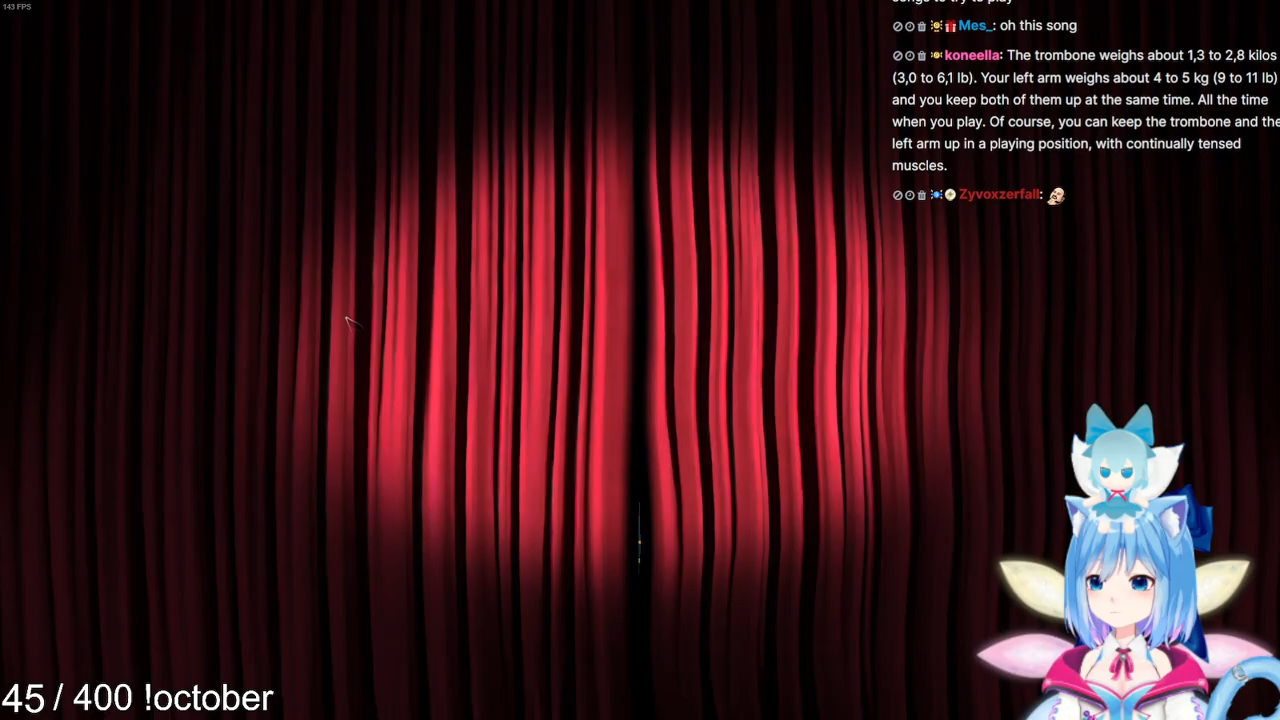 143 FPS
songs to try to play
Mes_: oh this song
koneella: The trombone weighs about 1,3 to 2,8 kilos
(3,0 to 6,1 lb). Your left arm weighs about 4 to 5 kg (9 to 11 lb)
and you keep both of them up at the same time. All the time
when you play. Of course, you can keep the trombone and the
left arm up in a playing position, with continually tensed
muscles.
Zyvoxzerfall:
45 / 400 !october